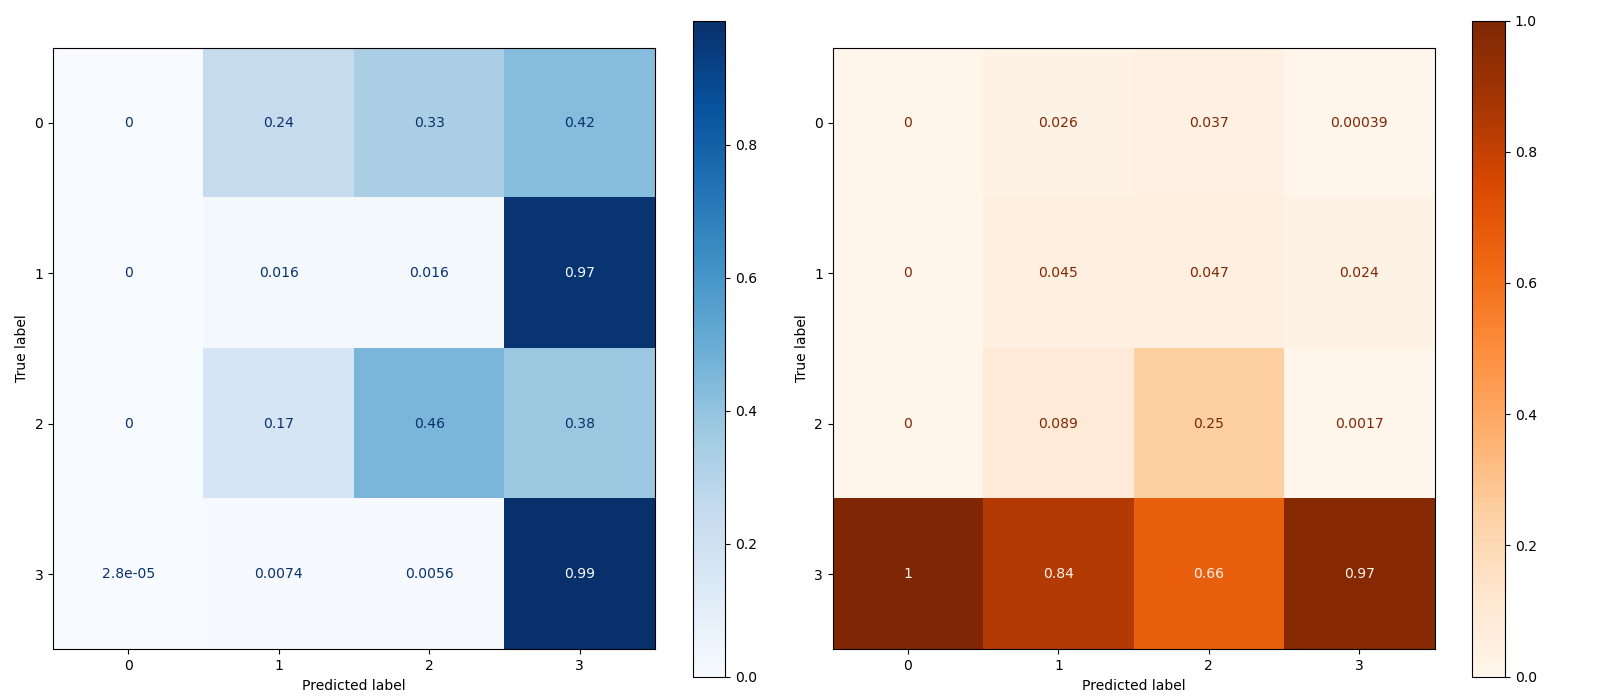 1.0
0 0.24 0.33 0.42
0 0.026 0.037 0.00039
0
0
0.8
0.8
0 0.016 0.016 0.97
0 0.045 0.047 0.024
1
1
0.6
0.6
True label
True label
0 0.17 0.46 0.38
0 0.089 0.25 0.0017
2
2
0.4
0.4
2.8e-05 0.0074 0.0056 0.99
1 0.84 0.66 0.97
3
3
0.2
0.2
0.0
0.0
0 1 2 3
0 1 2 3
Predicted label
Predicted label